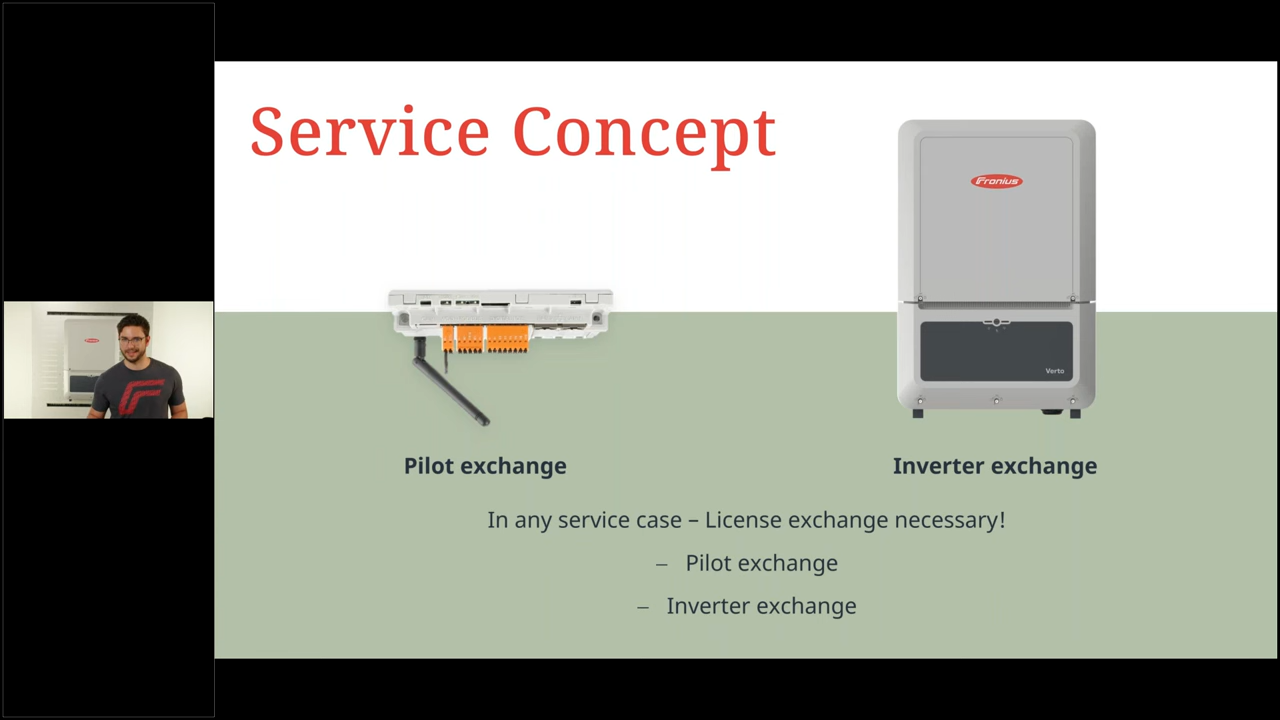 Service Concept
Fronius
Verto
Pilot exchange
Inverter exchange
In any service case – License exchange necessary!
– Pilot exchange
– Inverter exchange